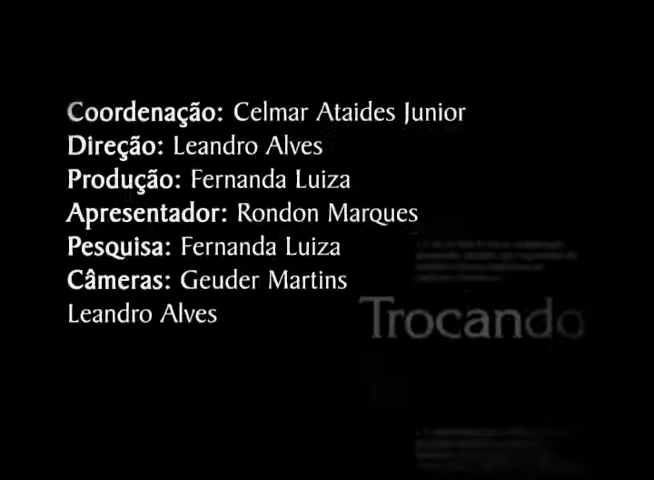 Coordenação: Celmar Ataides Junior
Direção: Leandro Alves
Produção: Fernanda Luiza
Apresentador: Rondon Marques
Pesquisa: Fernanda Luiza
Câmeras: Geuder Martins
Leandro Alves
Trocando